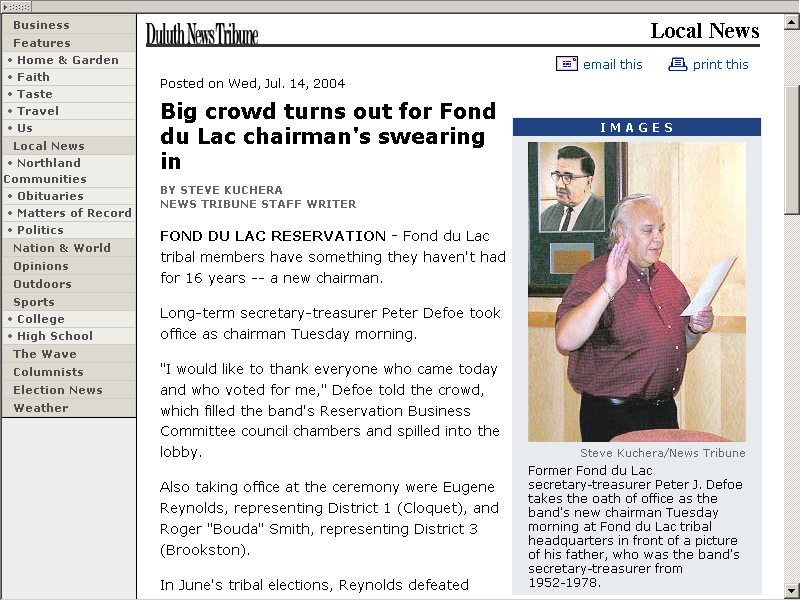 Business
Features
• Home & Garden
• Faith
• Taste
• Travel
• Us
Local News
• Northland
Communities
• Obituaries
• Matters of Record
• Politics
Nation & World
Opinions
Outdoors
Sports
• College
• High School
The Wave
Columnists
Election News
Weather
Duluth News Tribune
Local News
email this
print this
Posted on Wed, Jul. 14, 2004
Big crowd turns out for Fond
du Lac chairman's swearing
in
BY STEVE KUCHERA
NEWS TRIBUNE STAFF WRITER
FOND DU LAC RESERVATION - Fond du Lac
tribal members have something they haven't had
for 16 years -- a new chairman.
Long-term secretary-treasurer Peter Defoe took
office as chairman Tuesday morning.
"I would like to thank everyone who came today
and who voted for me," Defoe told the crowd,
which filled the band's Reservation Business
Committee council chambers and spilled into the
lobby.
Also taking office at the ceremony were Eugene
Reynolds, representing District 1 (Cloquet), and
Roger "Bouda" Smith, representing District 3
(Brookston).
In June's tribal elections, Reynolds defeated
IMAGES
Steve Kuchera/News Tribune
Former Fond du Lac
secretary-treasurer Peter J. Defoe
takes the oath of office as the
band's new chairman Tuesday
morning at Fond du Lac tribal
headquarters in front of a picture
of his father, who was the band's
secretary-treasurer from
1952-1978.